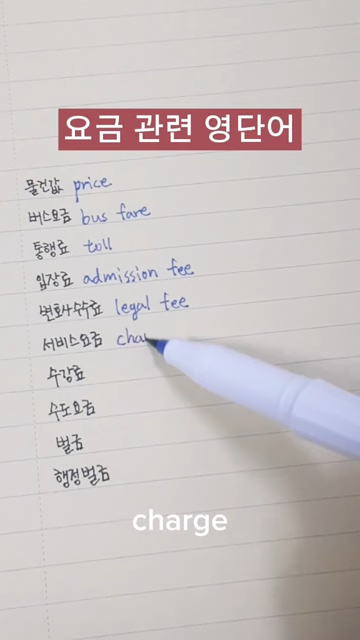 요금 관련 영단어
물건값 price
버스요금 bus fare
통행료 toll
입장료 admission fee
변호사수수료 legal fee
서비스요금 cha
수강료
수도요금
벌금
행정벌금
charge